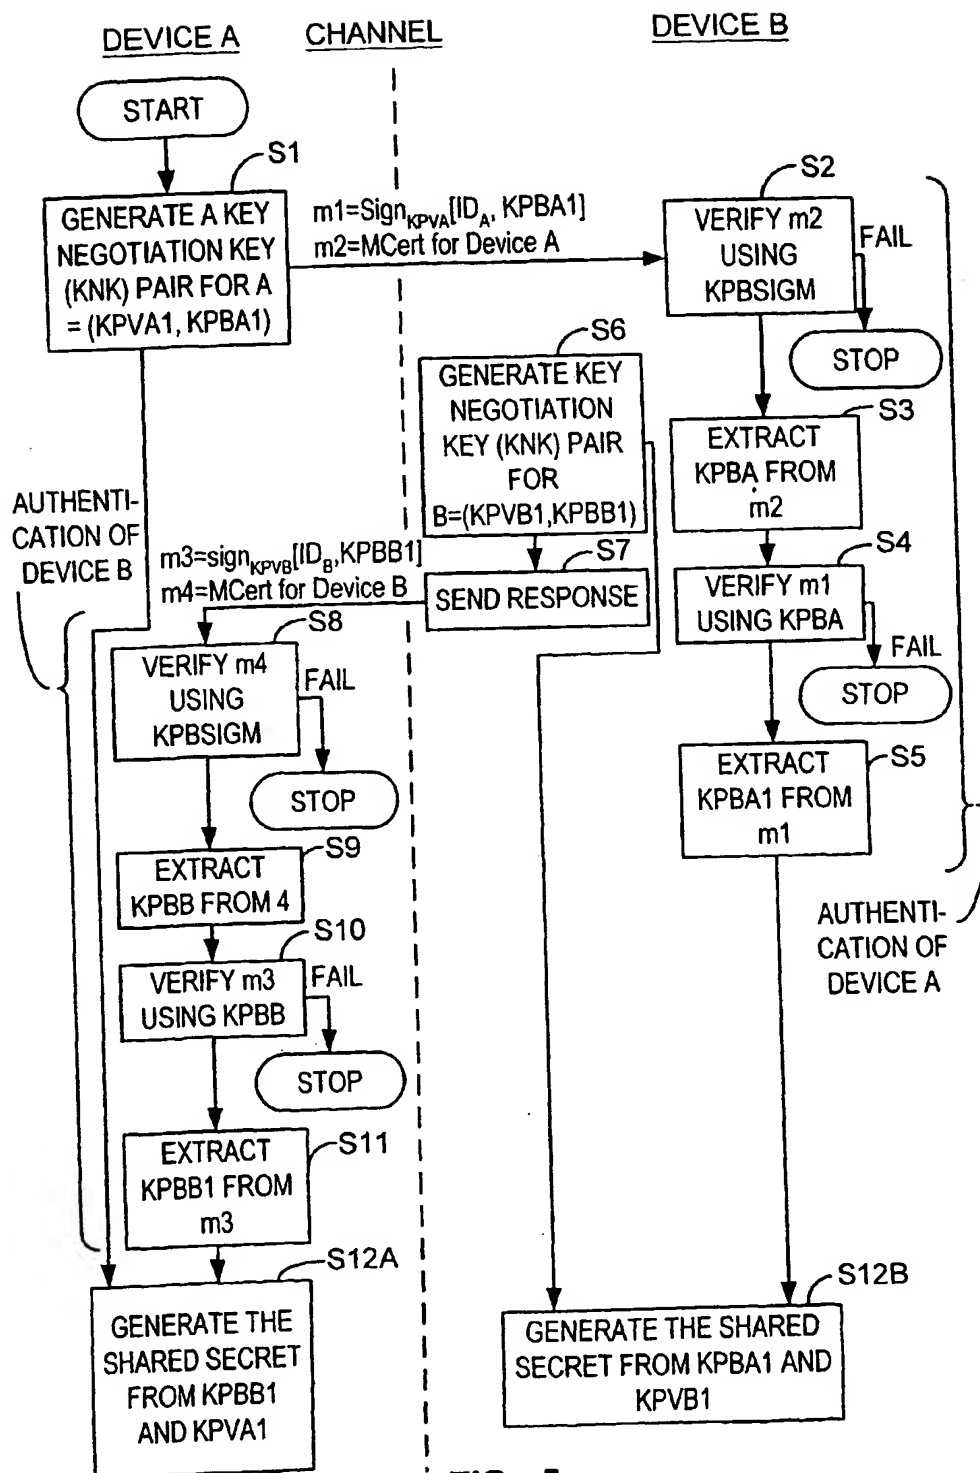 DEVICE A
CHANNEL
DEVICE B
START
S1
GENERATE A KEY
NEGOTIATION KEY
(KNK) PAIR FOR A
= (KPVA1, KPBA1)
m1=Sign_KPVA[ID_A, KPBA1]
m2=MCert for Device A
S2
VERIFY m2
USING
KPBSIGM
FAIL
STOP
S6
GENERATE KEY
NEGOTIATION
KEY (KNK) PAIR
FOR
B=(KPVB1,KPBB1)
S3
EXTRACT
KPBA FROM
m2
S7
SEND RESPONSE
S4
VERIFY m1
USING KPBA
FAIL
STOP
S5
EXTRACT
KPBA1 FROM
m1
AUTHENTI-
CATION OF
DEVICE A
AUTHENTI-
CATION OF
DEVICE B
m3=sign_KPVB[ID_B,KPBB1]
m4=MCert for Device B
S8
VERIFY m4
USING
KPBSIGM
FAIL
STOP
S9
EXTRACT
KPBB FROM 4
S10
VERIFY m3
USING KPBB
FAIL
STOP
S11
EXTRACT
KPBB1 FROM
m3
S12A
GENERATE THE
SHARED SECRET
FROM KPBB1
AND KPVA1
S12B
GENERATE THE SHARED
SECRET FROM KPBA1 AND
KPVB1